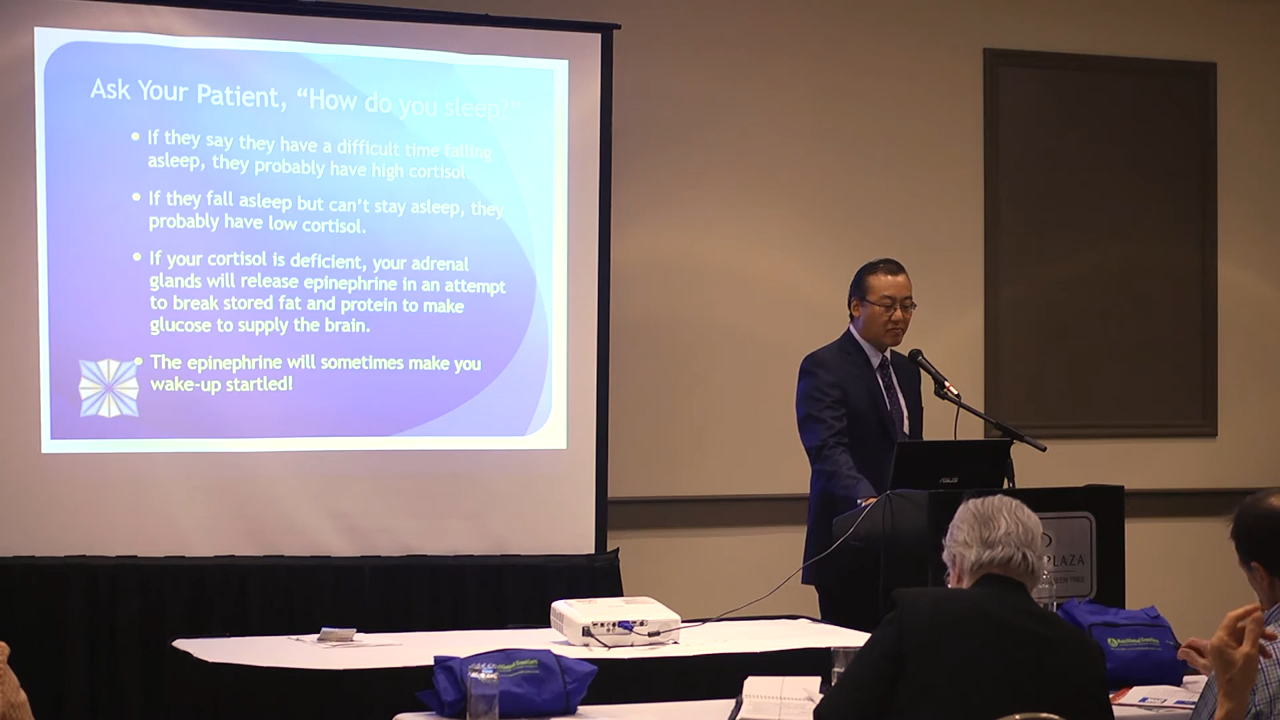 Ask Your Patient, “How do you sleep?”
• If they say they have a difficult time falling
asleep, they probably have high cortisol.
• If they fall asleep but can’t stay asleep, they
probably have low cortisol.
• If your cortisol is deficient, your adrenal
glands will release epinephrine in an attempt
to break stored fat and protein to make
glucose to supply the brain.
• The epinephrine will sometimes make you
wake-up startled!
ASUS
PLAZA